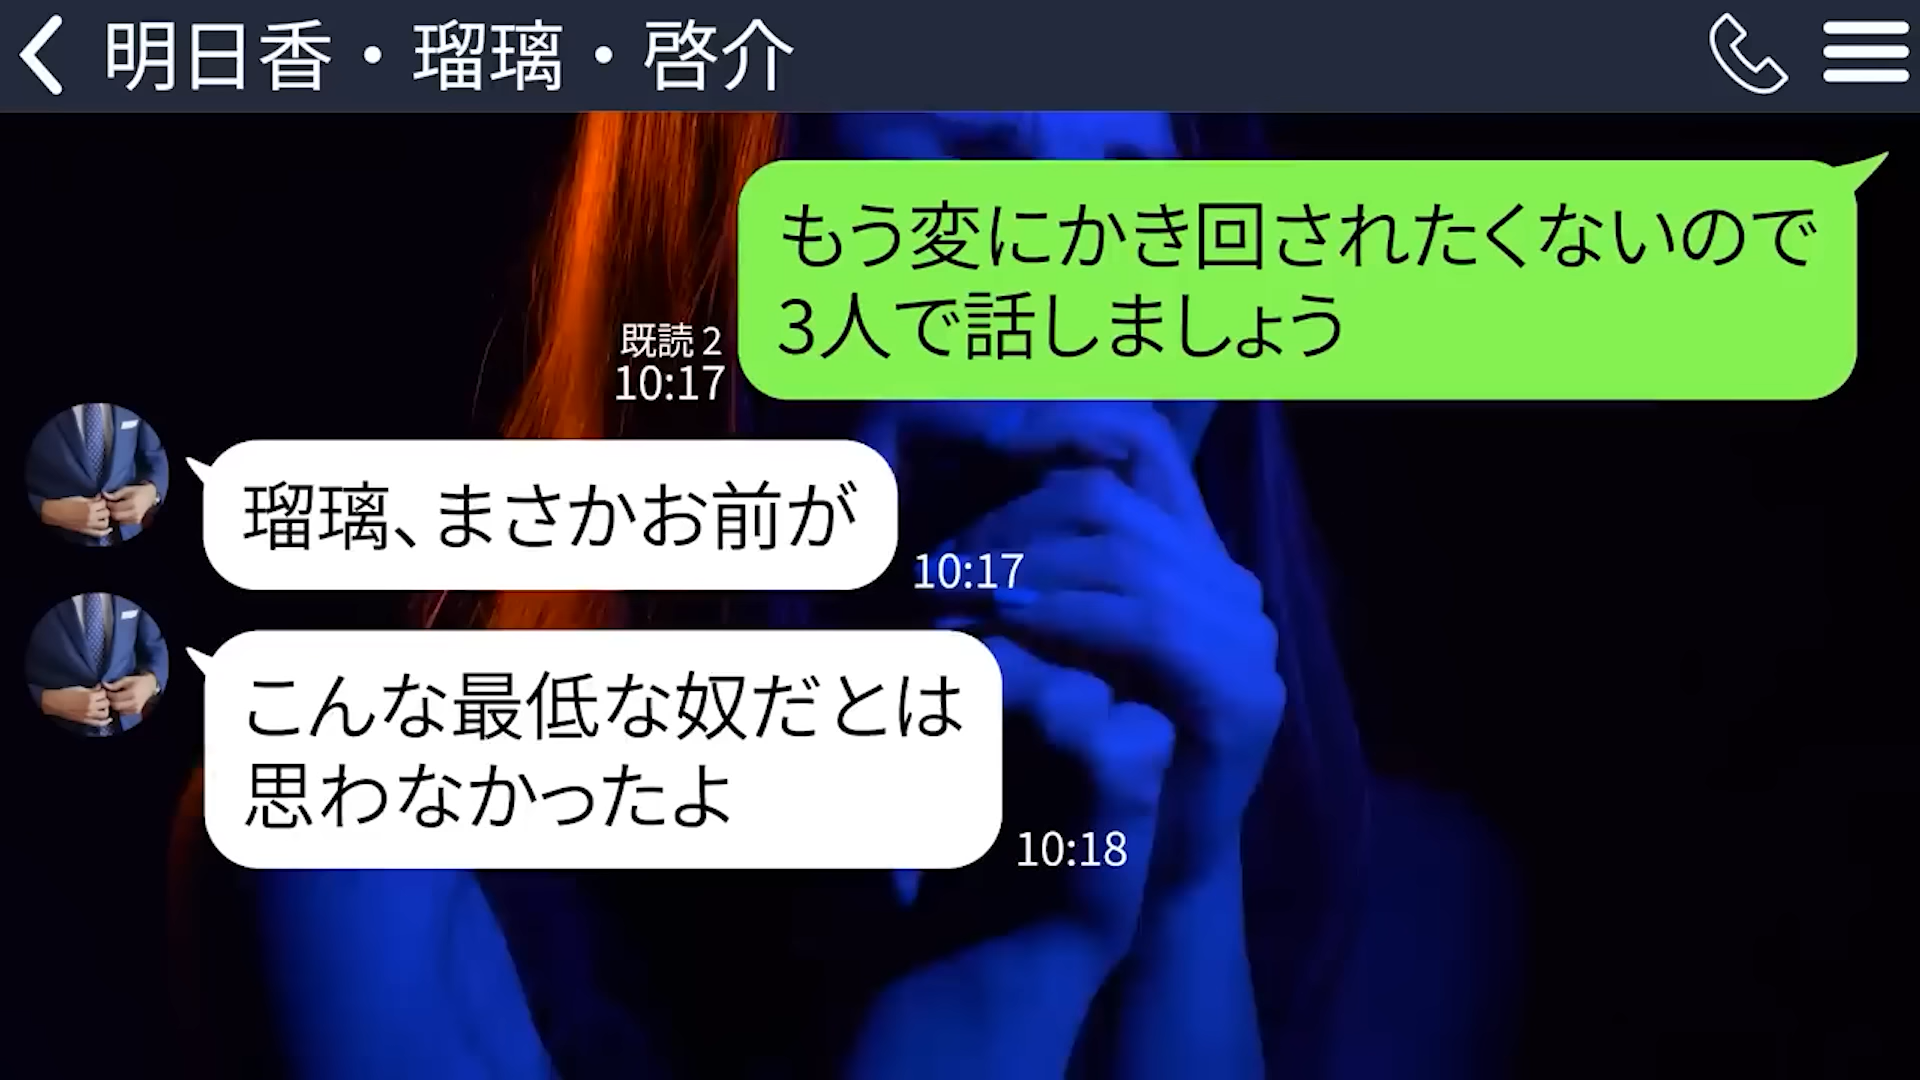 明日香・瑠璃・啓介
もう変にかき回されたくないので
3人で話しましょう
既読 2
10:17
瑠璃、まさかお前が
10:17
こんな最低な奴だとは
思わなかったよ
10:18